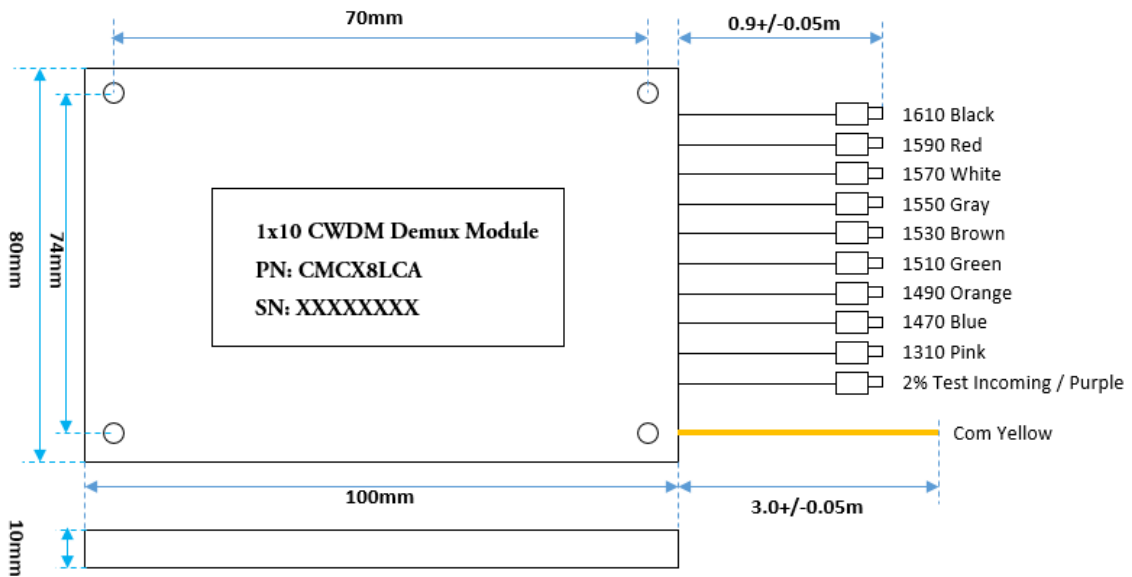 70mm
0.9+/-0.05m
1610 Black
1590 Red
1570 White
1550 Gray
1530 Brown
1510 Green
1490 Orange
1470 Blue
1310 Pink
2% Test Incoming / Purple
Com Yellow
80mm
74mm
1x10 CWDM Demux Module
PN: CMCX8LCA
SN: XXXXXXXX
100mm
3.0+/-0.05m
10mm